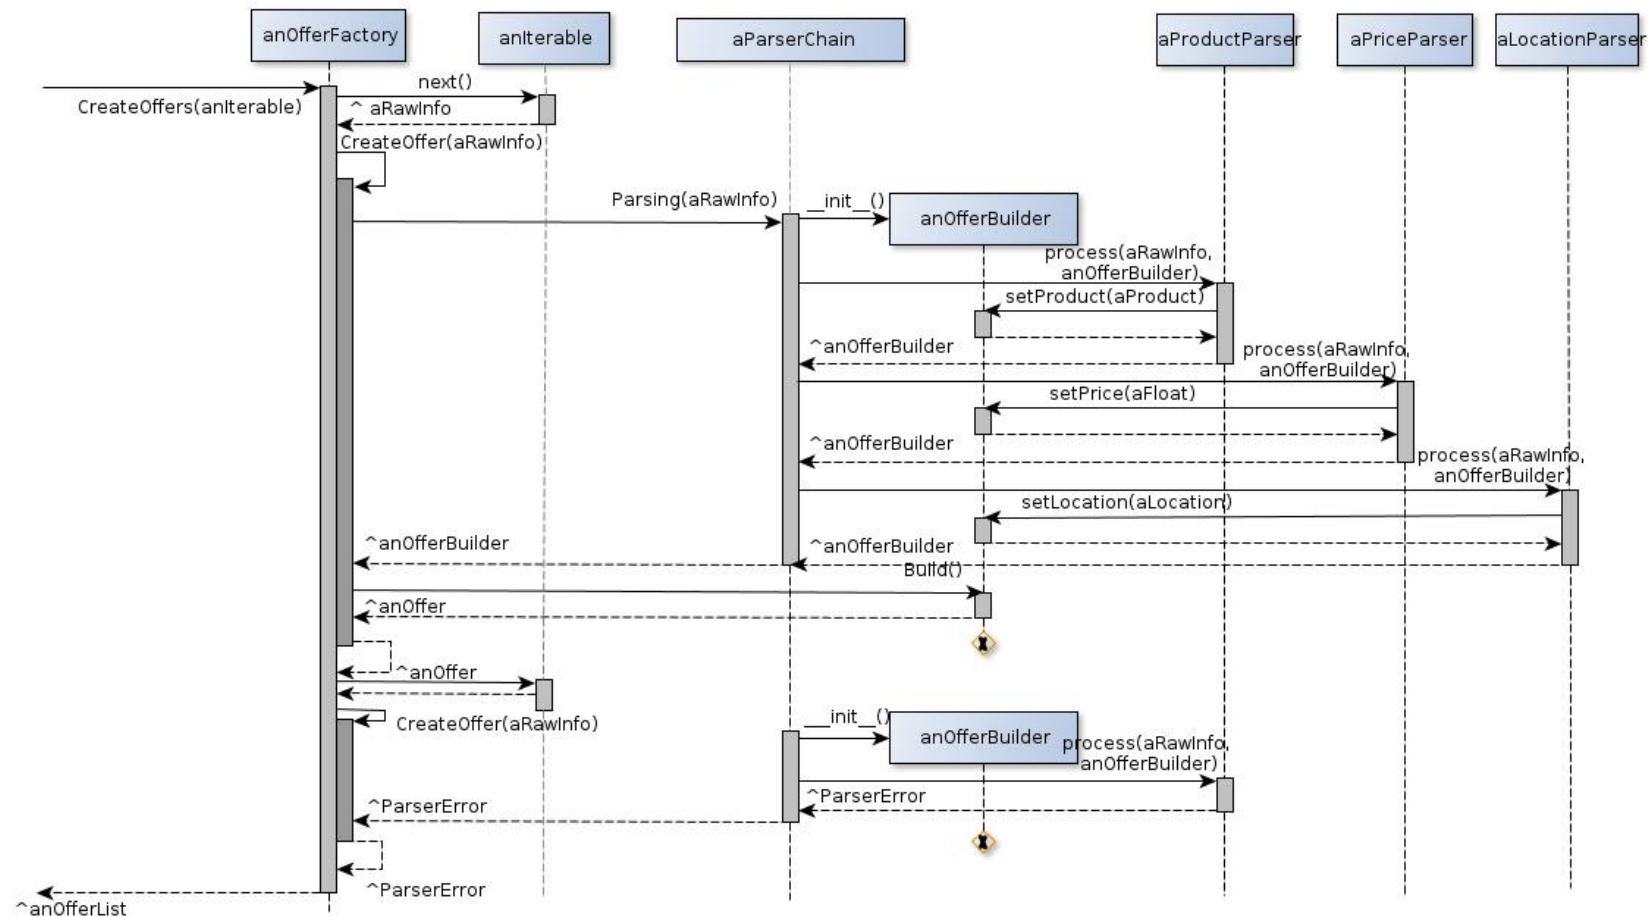 anOfferFactory
anIterable
aParserChain
aProductParser
aPriceParser
aLocationParser
next()
CreateOffers(anIterable)
^ aRawInfo
CreateOffer(aRawInfo)
Parsing(aRawInfo)
__init__()
anOfferBuilder
process(aRawInfo,
anOfferBuilder)
setProduct(aProduct)
^anOfferBuilder
process(aRawInfo,
anOfferBuilder)
setPrice(aFloat)
^anOfferBuilder
process(aRawInfo,
anOfferBuilder)
setLocation(aLocation)
^anOfferBuilder
^anOfferBuilder
Build()
^anOffer
^anOffer
CreateOffer(aRawInfo)
__init__()
anOfferBuilder
process(aRawInfo,
anOfferBuilder)
^ParserError
^ParserError
^ParserError
^anOfferList